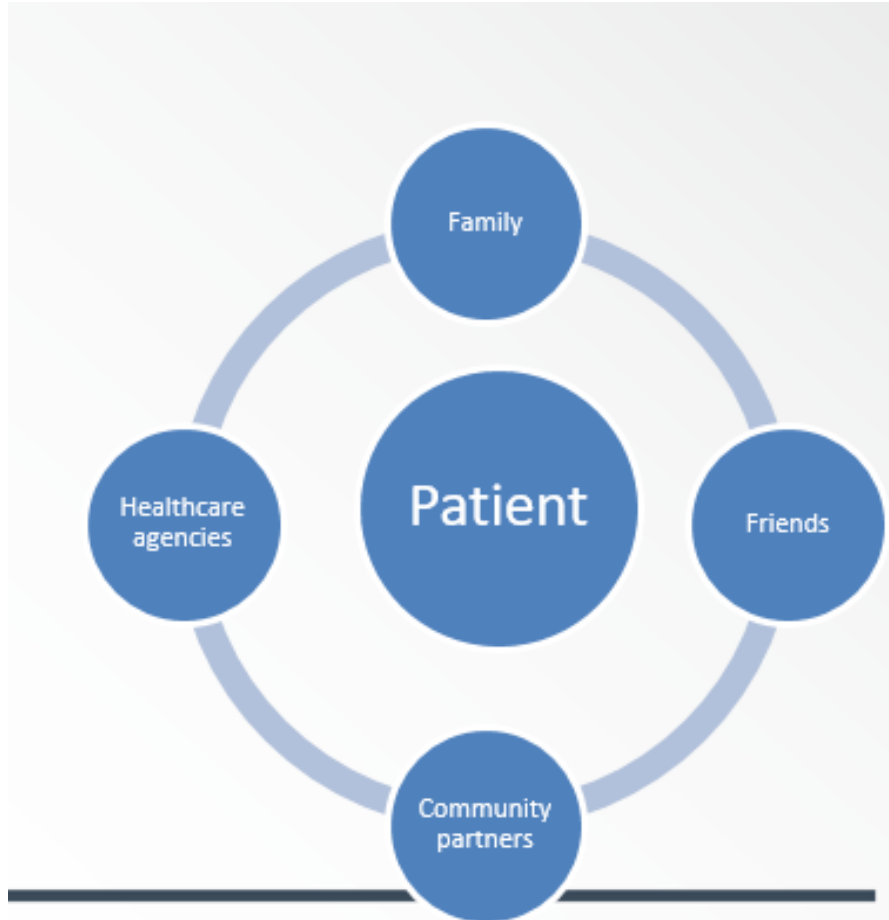 Family
Healthcare
agencies
Patient
Friends
Community
partners